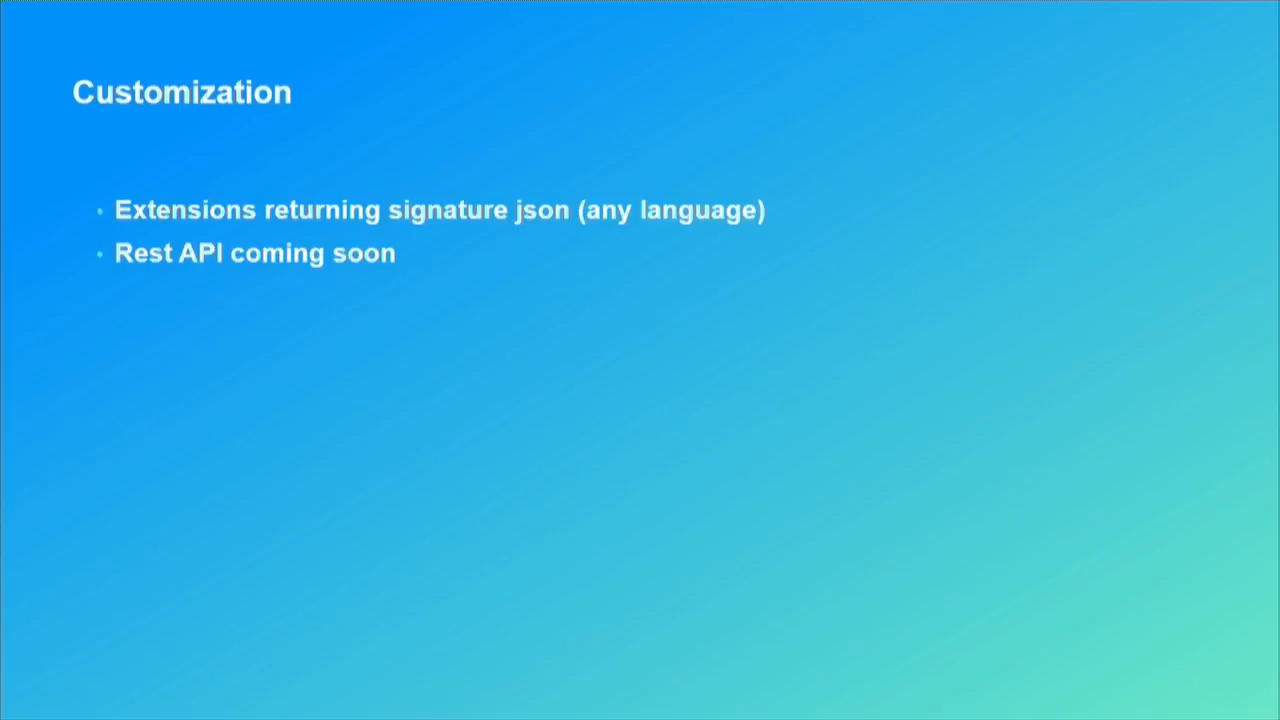 Customization
• Extensions returning signature json (any language)
• Rest API coming soon